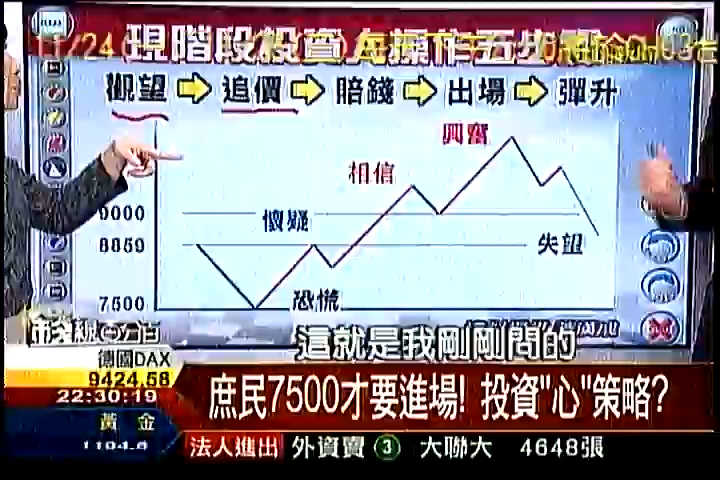 11/24
現階段投資人操作五步
觀望 追價 賠錢 出場 彈升
興奮
相信
9000
懷疑
8850
失望
7500
恐慌
這就是我剛剛問的
德國DAX
9424.58
22:30:19
庶民7500才要進場! 投資"心"策略?
黃金
法人進出 外資賣 3 大聯大 4648張